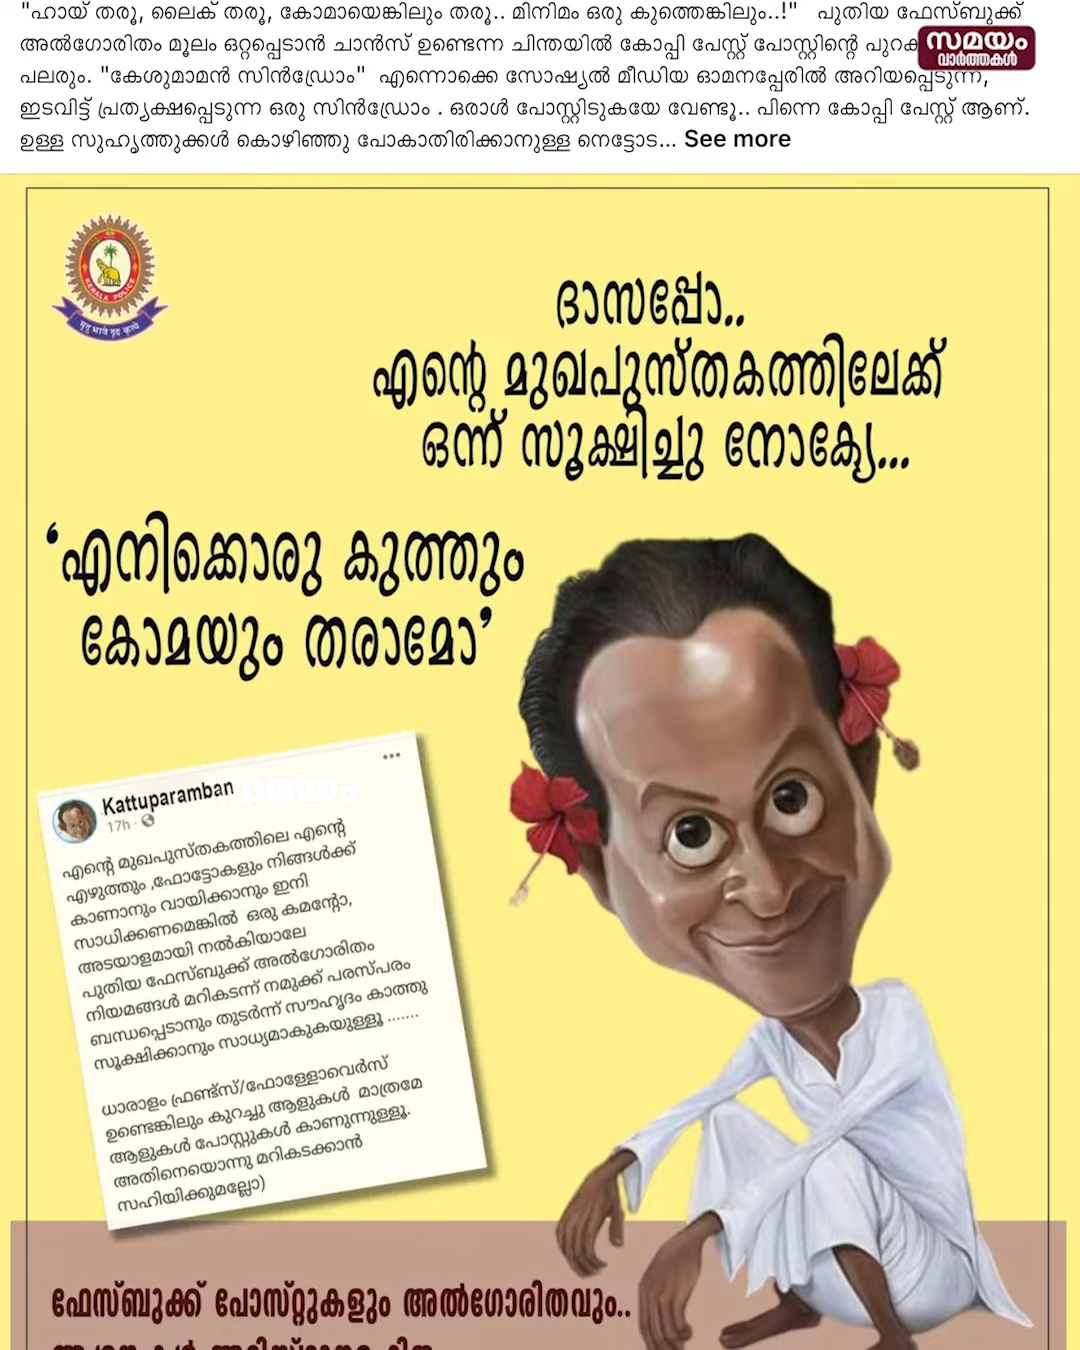 "ഹായ് തരൂ, ലൈക് തരൂ, കോമായെങ്കിലും തരൂ.. മിനിമം ഒരു കുത്തെങ്കിലും..!" പുതിയ ഫേസ്ബുക്ക്
അൽഗോരിതം മൂലം ഒറ്റപ്പെടാൻ ചാൻസ് ഉണ്ടെന്ന ചിന്തയിൽ കോപ്പി പേസ്റ്റ് പോസ്റ്റിന്റെ
സമയം
വാർത്തകൾ
പലരും. "കേശുമാമൻ സിൻഡ്രോം" എന്നൊക്കെ സോഷ്യൽ മീഡിയ ഓമനപ്പേരിൽ അറിയപ്പെടുന്ന,
ഇടവിട്ട് പ്രത്യക്ഷപ്പെടുന്ന ഒരു സിൻഡ്രോം . ഒരാൾ പോസ്റ്റിടുകയേ വേണ്ടൂ.. പിന്നെ കോപ്പി പേസ്റ്റ് ആണ്.
ഉള്ള സുഹൃത്തുക്കൾ കൊഴിഞ്ഞു പോകാതിരിക്കാനുള്ള നെട്ടോട... See more
KERALA POLICE
मृदु भावे दृढ कृत्ये
ദാസപ്പോ..
എന്റെ മുഖപുസ്തകത്തിലേക്ക്
ഒന്ന് സൂക്ഷിച്ചു നോക്യേ...
‘എനിക്കൊരു കുത്തും
കോമയും തരാമോ’
Kattuparamban
സമയം
17h ·
എന്റെ മുഖപുസ്തകത്തിലെ എന്റെ
എഴുത്തും ,ഫോട്ടോകളും നിങ്ങൾക്ക്
കാണാനും വായിക്കാനും ഇനി
സാധിക്കണമെങ്കിൽ ഒരു കമന്റോ,
അടയാളമായി നൽകിയാലേ
പുതിയ ഫേസ്ബുക്ക് അൽഗോരിതം
നിയമങ്ങൾ മറികടന്ന് നമുക്ക് പരസ്പരം
ബന്ധപ്പെടാനും തുടർന്ന് സൗഹൃദം കാത്തു
സൂക്ഷിക്കാനും സാധ്യമാകുകയുള്ളൂ .......
ധാരാളം ഫ്രണ്ട്സ്/ഫോള്ളോവെർസ്
ഉണ്ടെങ്കിലും കുറച്ചു ആളുകൾ മാത്രമേ
ആളുകൾ പോസ്റ്റുകൾ കാണുന്നുള്ളൂ.
അതിനെയൊന്നു മറികടക്കാൻ
സഹിയിക്കുമല്ലോ)
ഫേസ്ബുക്ക് പോസ്റ്റുകളും അൽഗോരിതവും..